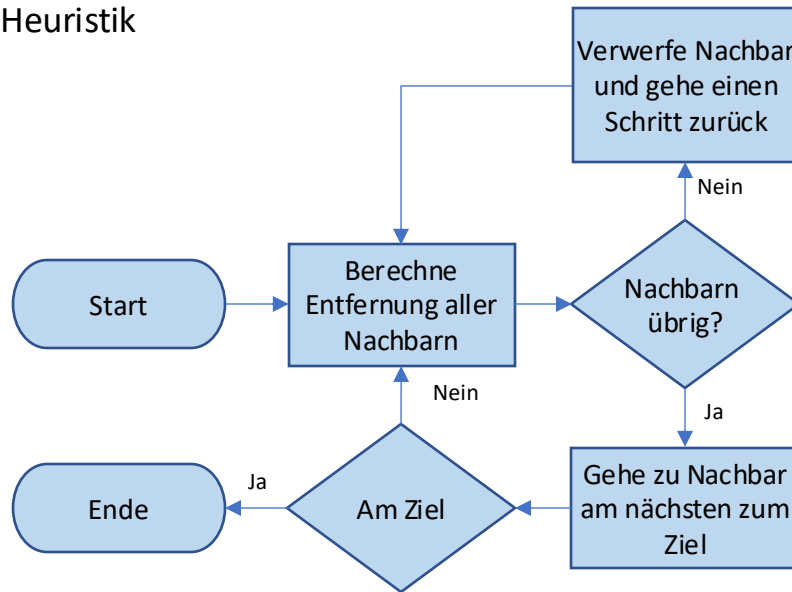 Heuristik
Verwerfe Nachbar
und gehe einen
Schritt zurück
Nein
Start
Berechne
Entfernung aller
Nachbarn
Nachbarn
übrig?
Nein
Ja
Ende
Ja
Am Ziel
Gehe zu Nachbar
am nächsten zum
Ziel